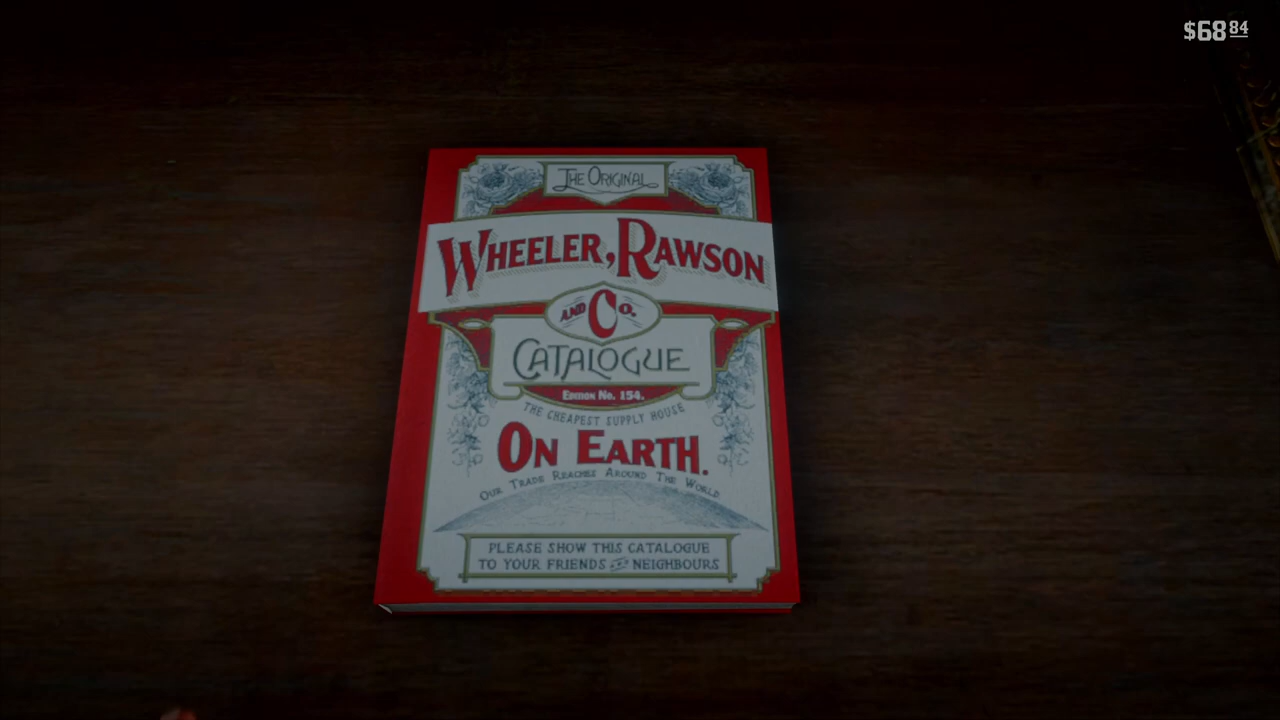 $68 84
THE ORIGINAL
WHEELER, RAWSON
AND CO.
CATALOGUE
EDITION No. 154.
THE CHEAPEST SUPPLY HOUSE
ON EARTH.
OUR TRADE REACHES AROUND THE WORLD
PLEASE SHOW THIS CATALOGUE
TO YOUR FRIENDS AND NEIGHBOURS